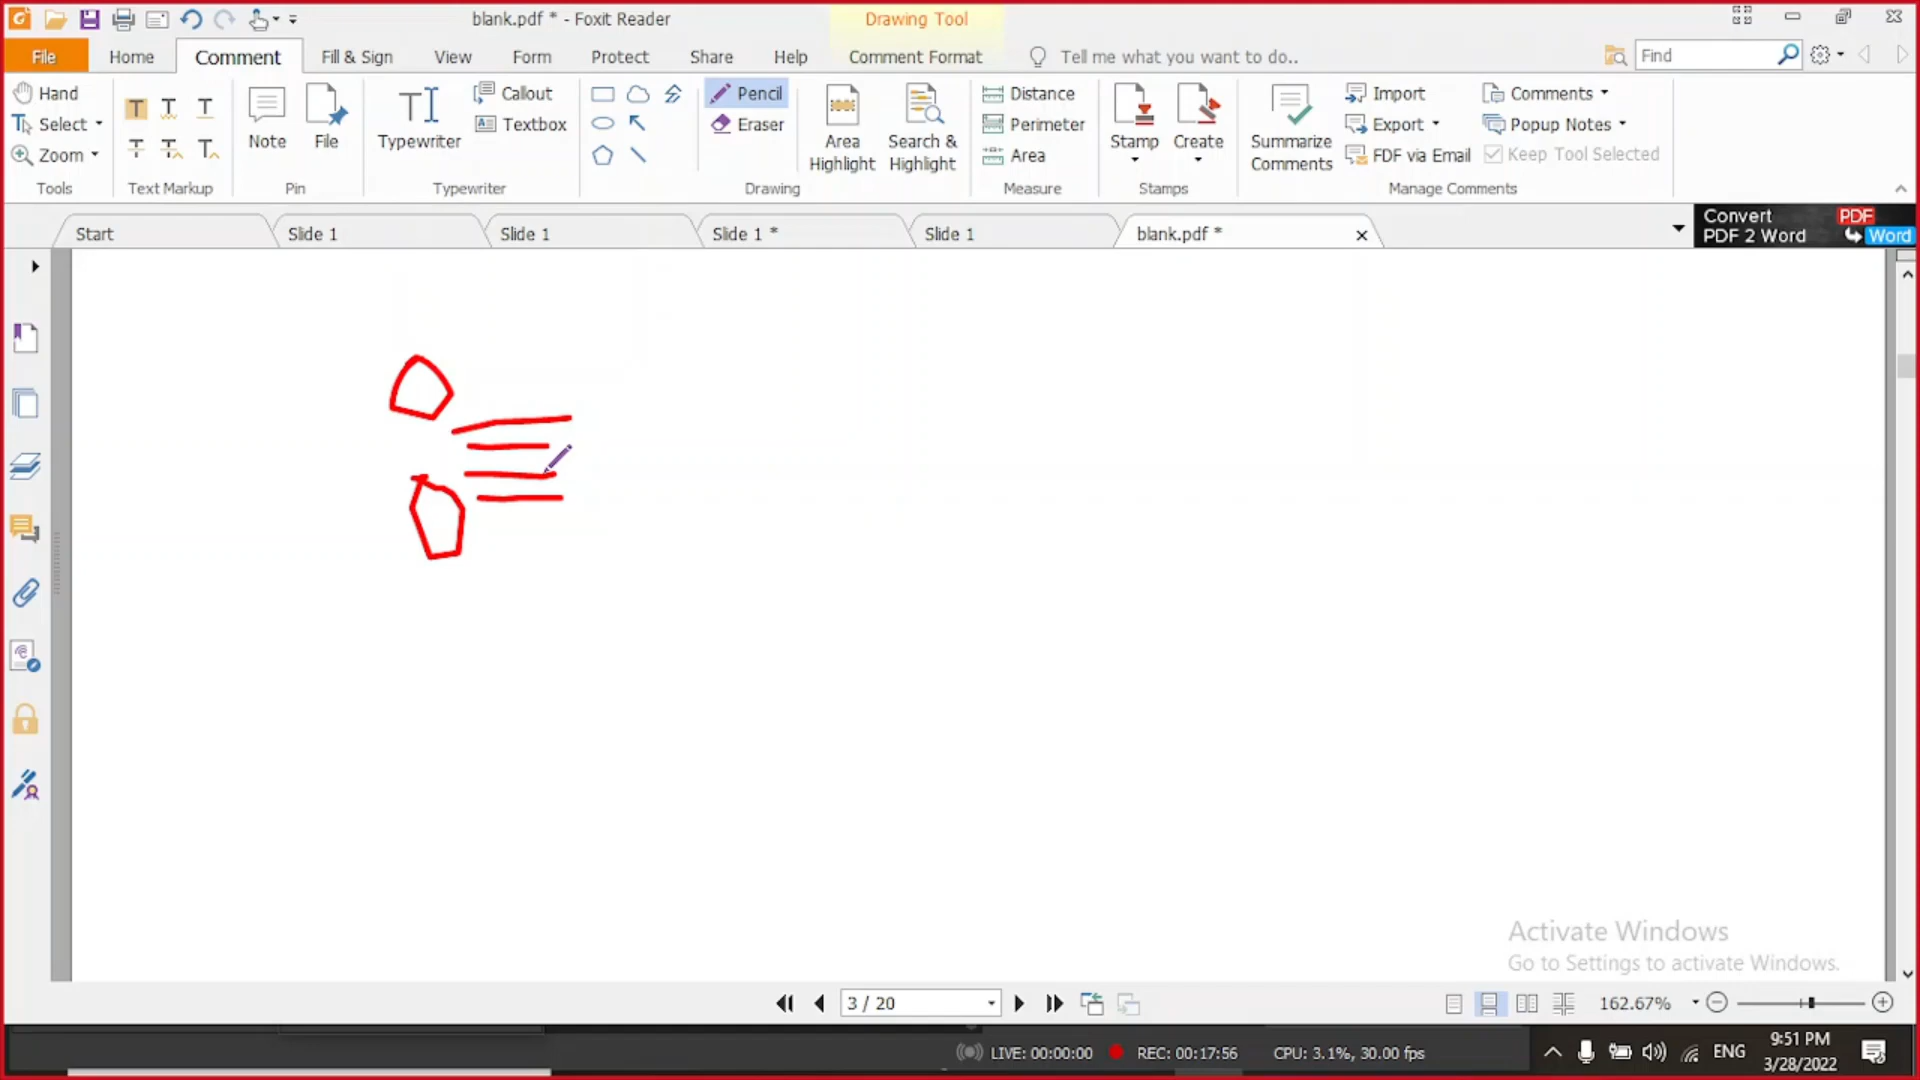 blank.pdf * - Foxit Reader
Drawing Tool
File
Home
Comment
Fill & Sign
View
Form
Protect
Share
Help
Comment Format
Tell me what you want to do..
Find
Hand
Select
Zoom
Tools
Text Markup
Note
File
Pin
Typewriter
Callout
Textbox
Typewriter
Pencil
Eraser
Drawing
Area
Highlight
Search &
Highlight
Distance
Perimeter
Area
Measure
Stamp
Create
Stamps
Summarize
Comments
Import
Export
FDF via Email
Comments
Popup Notes
Keep Tool Selected
Manage Comments
Start
Slide 1
Slide 1
Slide 1 *
Slide 1
blank.pdf *
Convert PDF
PDF 2 Word Word
Activate Windows
Go to Settings to activate Windows.
3 / 20
162.67%
LIVE: 00:00:00
REC: 00:17:56
CPU: 3.1%, 30.00 fps
ENG
9:51 PM
3/28/2022